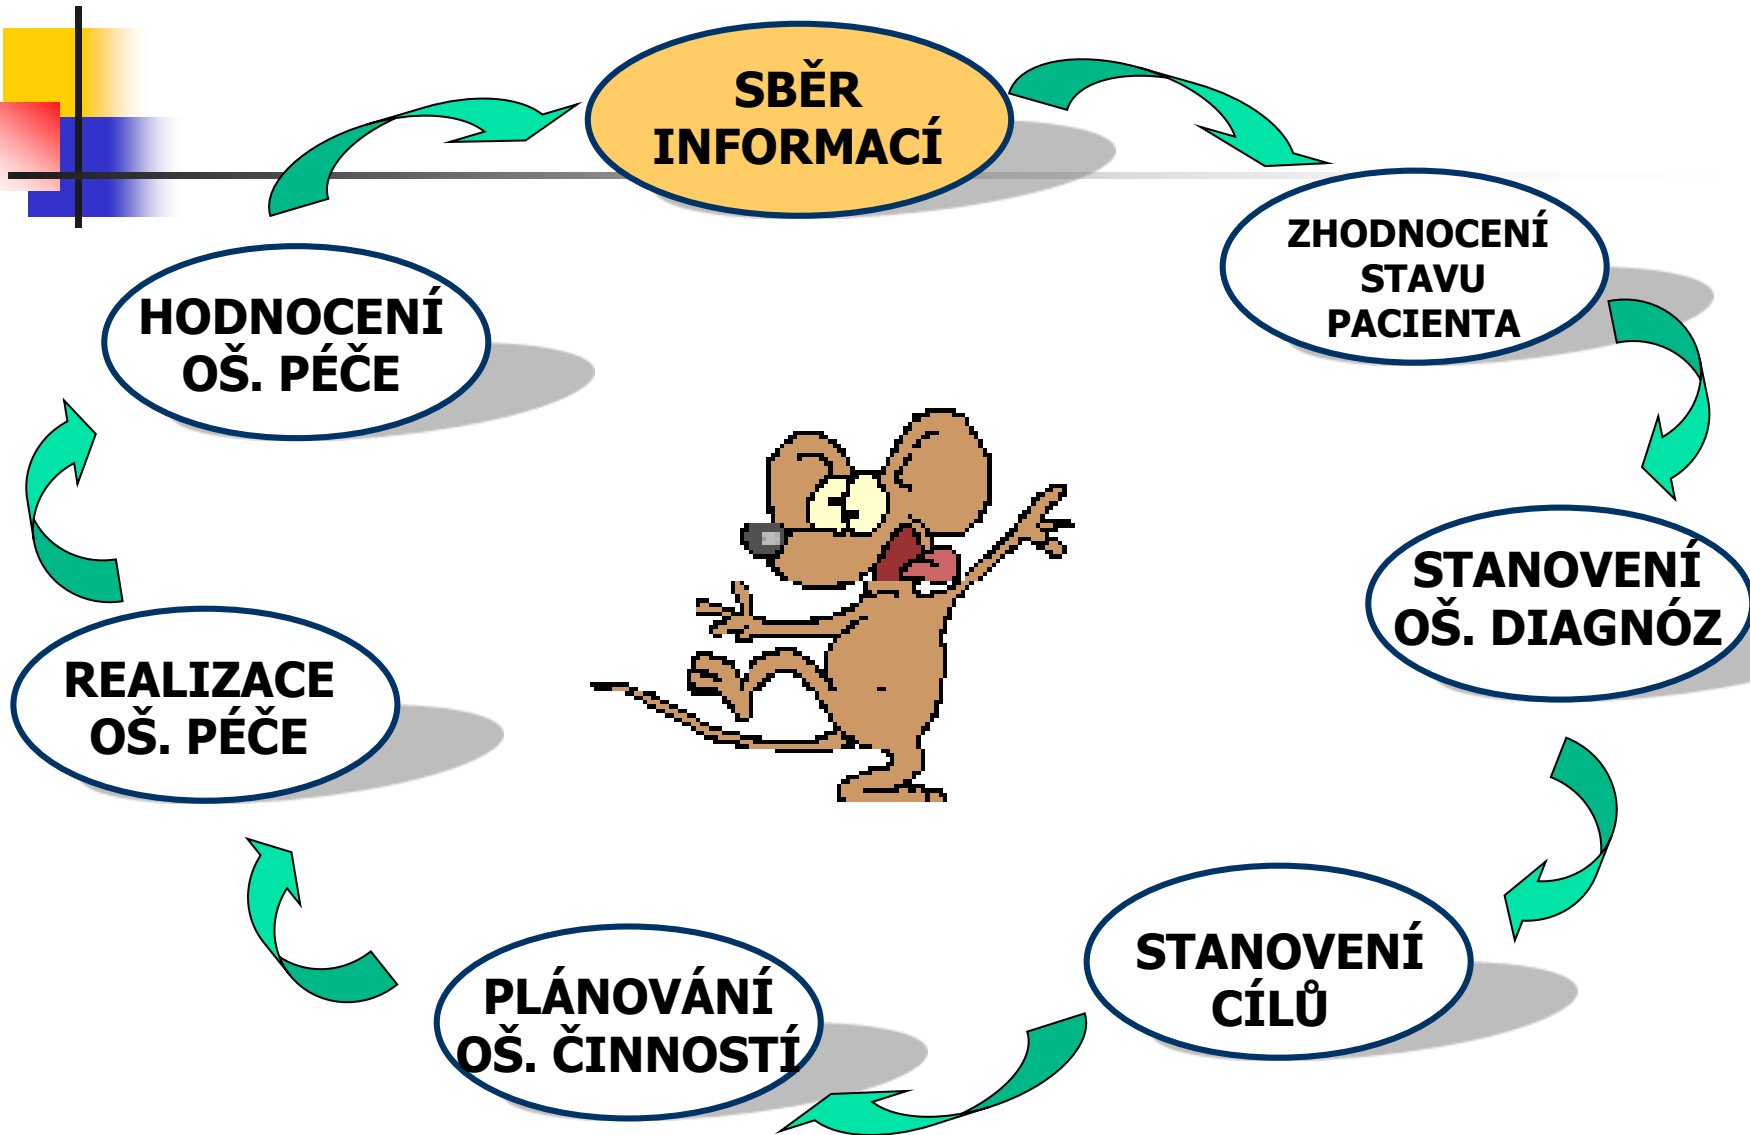 SBĚR
INFORMACÍ
ZHODNOCENÍ
STAVU
PACIENTA
STANOVENÍ
OŠ. DIAGNÓZ
STANOVENÍ
CÍLŮ
PLÁNOVÁNÍ
OŠ. ČINNOSTÍ
REALIZACE
OŠ. PÉČE
HODNOCENÍ
OŠ. PÉČE